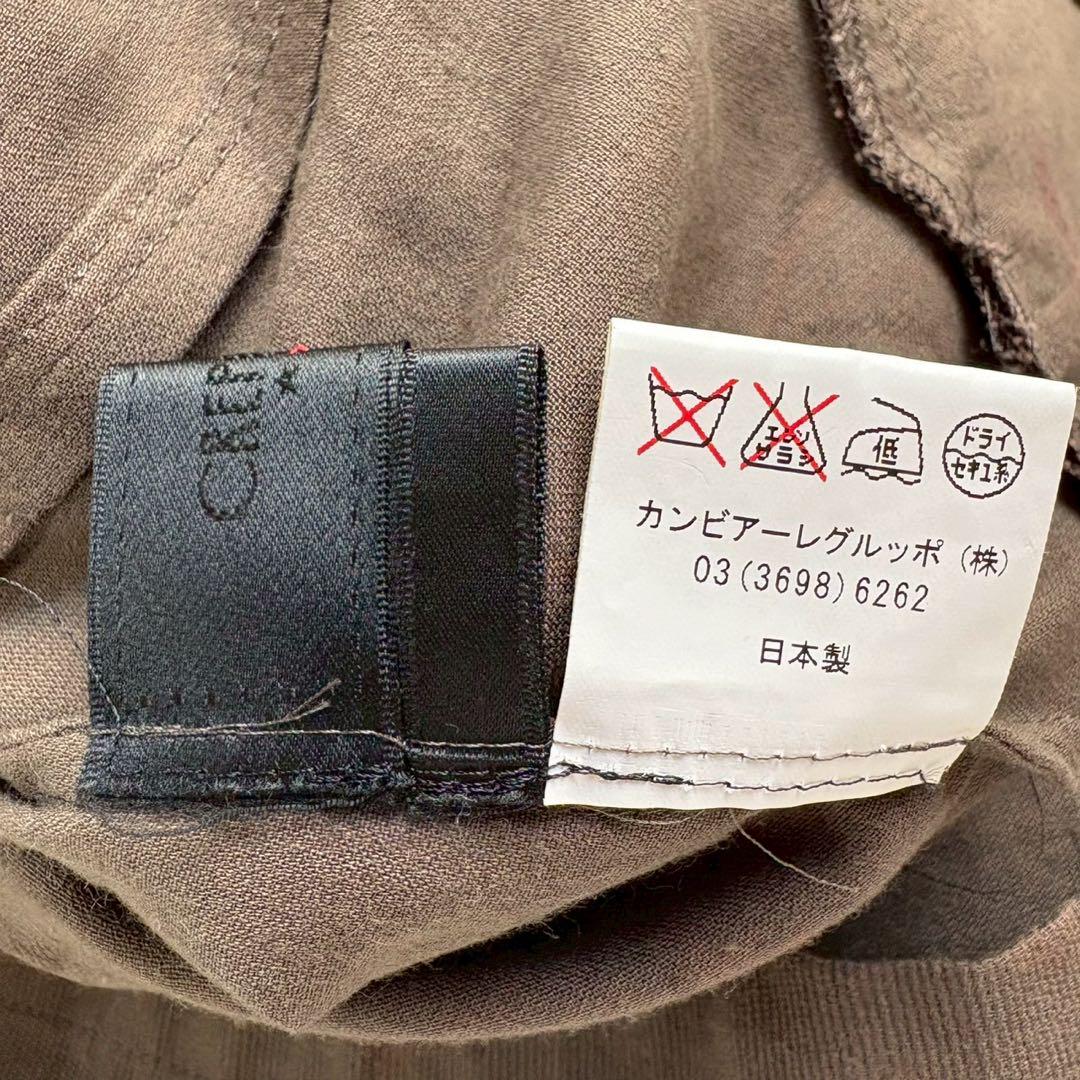 CREP
エンソ
サラシ
低
ドライ
セキユ系
カンビアーレグルッポ (株)
03 (3698) 6262
日本製